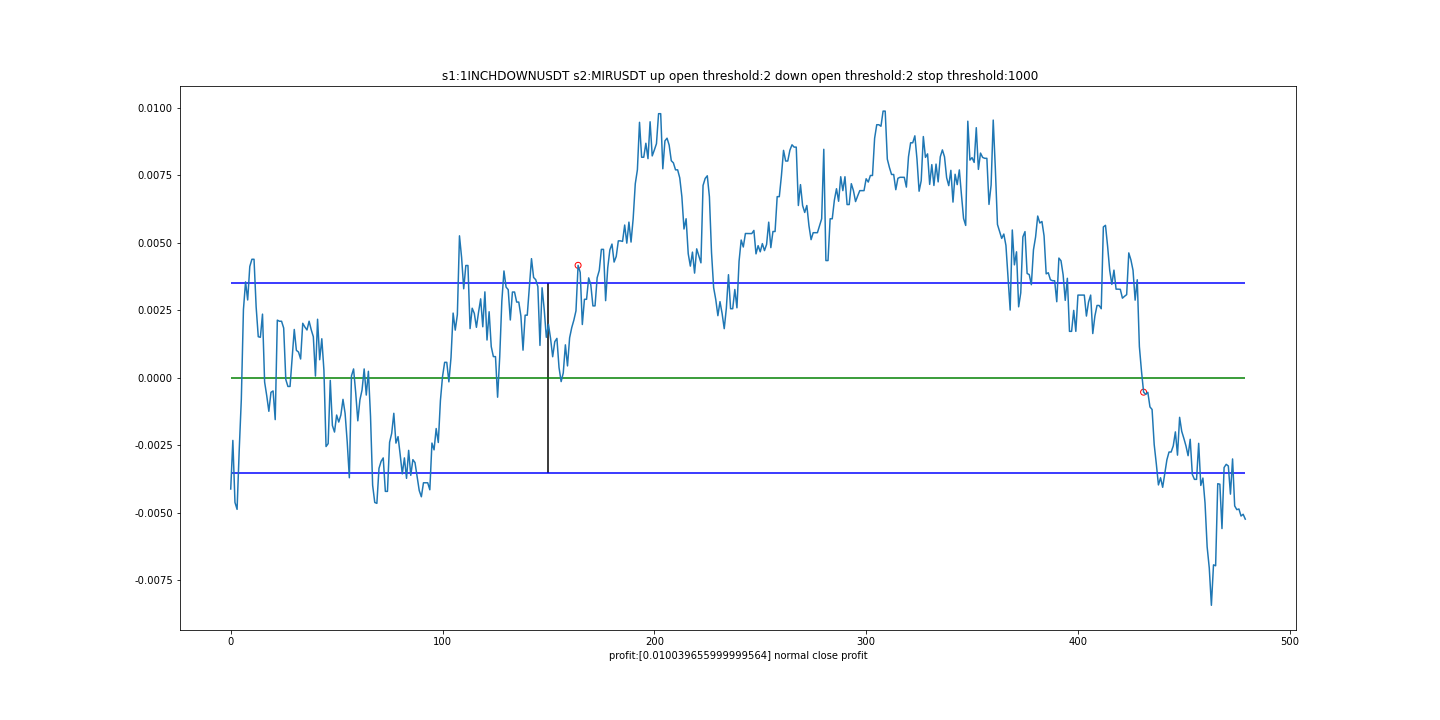 s1:1INCHDOWNUSDT s2:MIRUSDT up open threshold:2 down open threshold:2 stop threshold:1000
0.0100
0.0075
0.0050
0.0025
0.0000
-0.0025
-0.0050
-0.0075
0 100 200 300 400 500
profit:[0.010039655999999564] normal close profit